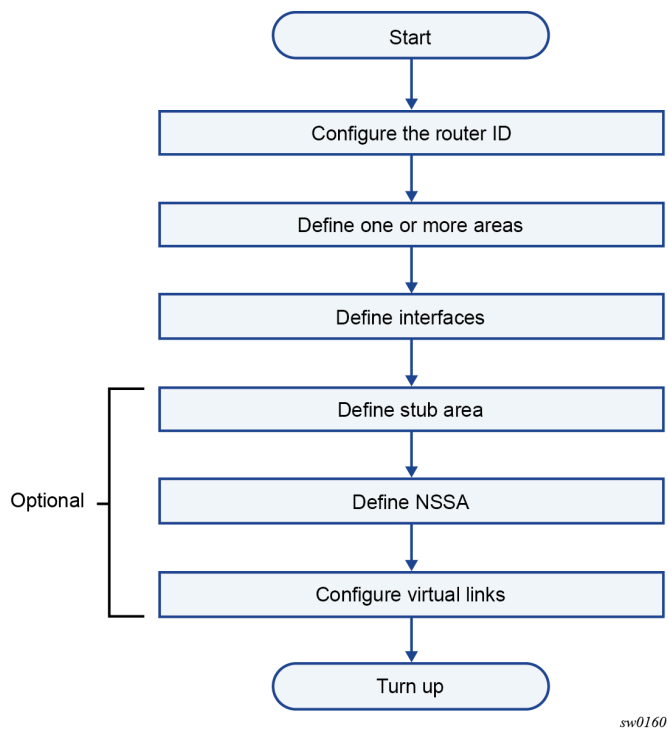 Start
Configure the router ID
Define one or more areas
Define interfaces
Define stub area
Optional
Define NSSA
Configure virtual links
Turn up
sw0160